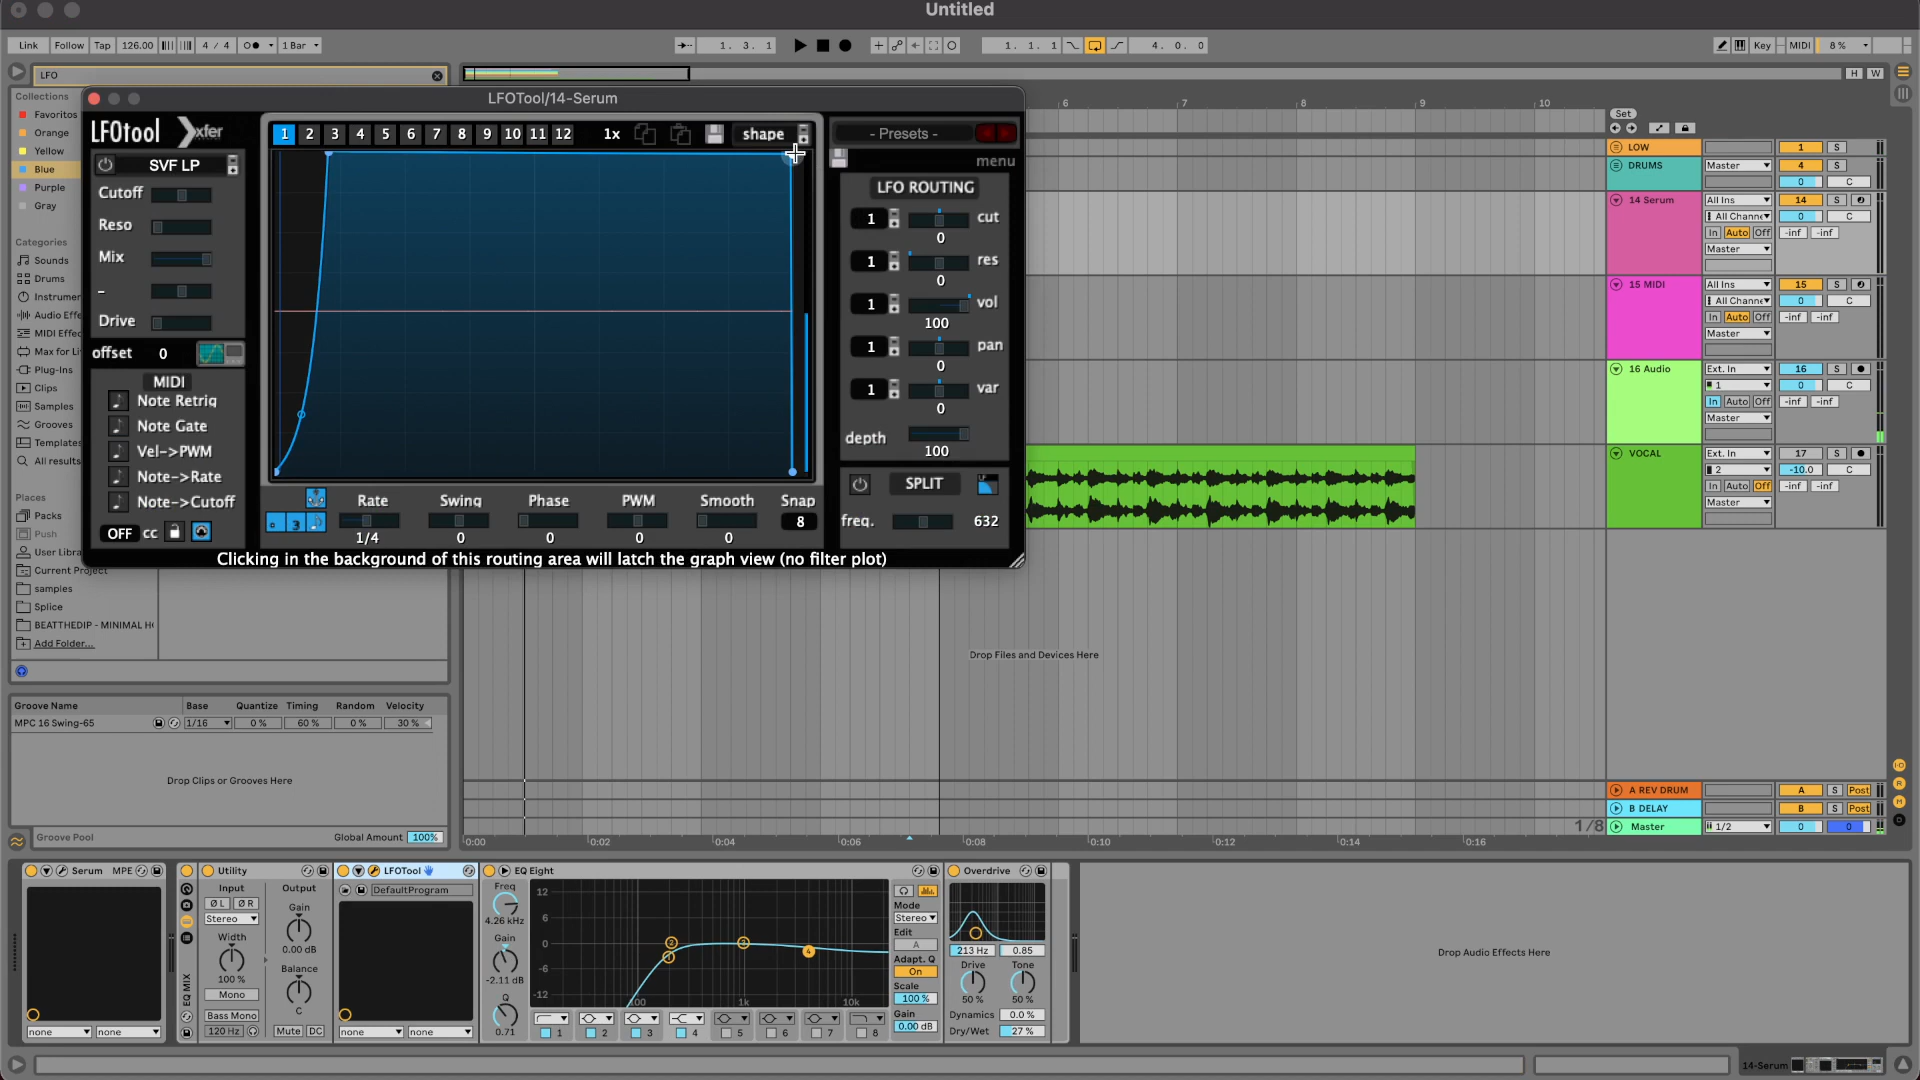 Untitled
Link Follow Tap 126.00 4 / 4 1 Bar 1. 3. 1 1. 1. 1 4. 0. 0 Key MIDI 8 %
LFO H W
Collections
Favoritos
Orange
Yellow
Blue
Purple
Gray
Categories
Sounds
Drums
Instrumen
Audio Effe
MIDI Effec
Max for Li
Plug-Ins
Clips
Samples
Grooves
Templates
All results
Places
Packs
Push
User Libra
Current Project
samples
Splice
BEATTHEDIP - MINIMAL H
Add Folder...
LFOTool/14-Serum
LFOtool Xfer
1 2 3 4 5 6 7 8 9 10 11 12 1x shape
- Presets -
menu
SVF LP
Cutoff
Reso
Mix
-
Drive
offset 0
MIDI
Note Retrig
Note Gate
Vel->PWM
Note->Rate
Note->Cutoff
OFF cc
Rate Swing Phase PWM Smooth Snap
3 8
1/4 0 0 0 0
LFO ROUTING
1 cut
0
1 res
0
1 vol
100
1 pan
0
1 var
0
depth
100
SPLIT
freq. 632
Clicking in the background of this routing area will latch the graph view (no filter plot)
6 7 8 9 10
Set
LOW 1 S
DRUMS Master 4 S
0 C
14 Serum All Ins 14 S
All Channe 0 C
In Auto Off -inf -inf
Master
15 MIDI All Ins 15 S
All Channe 0 C
In Auto Off -inf -inf
Master
16 Audio Ext. In 16 S
1 0 C
In Auto Off -inf -inf
Master
VOCAL Ext. In 17 S
2 -10.0 C
In Auto Off -inf -inf
Master
Drop Files and Devices Here
A REV DRUM A S Post
B DELAY B S Post
1/8 Master 1/2 0 0
0:00 0:02 0:04 0:06 0:08 0:10 0:12 0:14 0:16
Groove Name Base Quantize Timing Random Velocity
MPC 16 Swing-65 1/16 0 % 60 % 0 % 30 %
Drop Clips or Grooves Here
Groove Pool Global Amount 100%
Serum MPE
none none
EQ MIX
Utility
Input Output
Ø L Ø R Gain
Stereo
Width 0.00 dB
Balance
100 %
Mono C
Bass Mono
120 Hz Mute DC
LFOTool
DefaultProgram
none none
EQ Eight
Freq
4.26 kHz
Gain
-2.11 dB
Q
0.71
12
6
0
-6
-12
100 1k 10k
1 2 3 4
1 2 3 4 5 6 7 8
Mode
Stereo
Edit
A
Adapt. Q
On
Scale
100 %
Gain
0.00 dB
Overdrive
213 Hz 0.85
Drive Tone
50 % 50 %
Dynamics 0.0 %
Dry/Wet 27 %
Drop Audio Effects Here
14-Serum